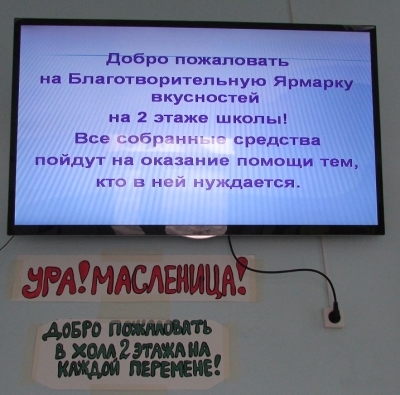 Добро пожаловать
на Благотворительную Ярмарку
вкусностей
на 2 этаже школы!
Все собранные средства
пойдут на оказание помощи тем,
кто в ней нуждается.
УРА! МАСЛЕНИЦА!
ДОБРО ПОЖАЛОВАТЬ
В ХОЛА 2 ЭТАЖА НА
КАЖДОЙ ПЕРЕМЕНЕ!